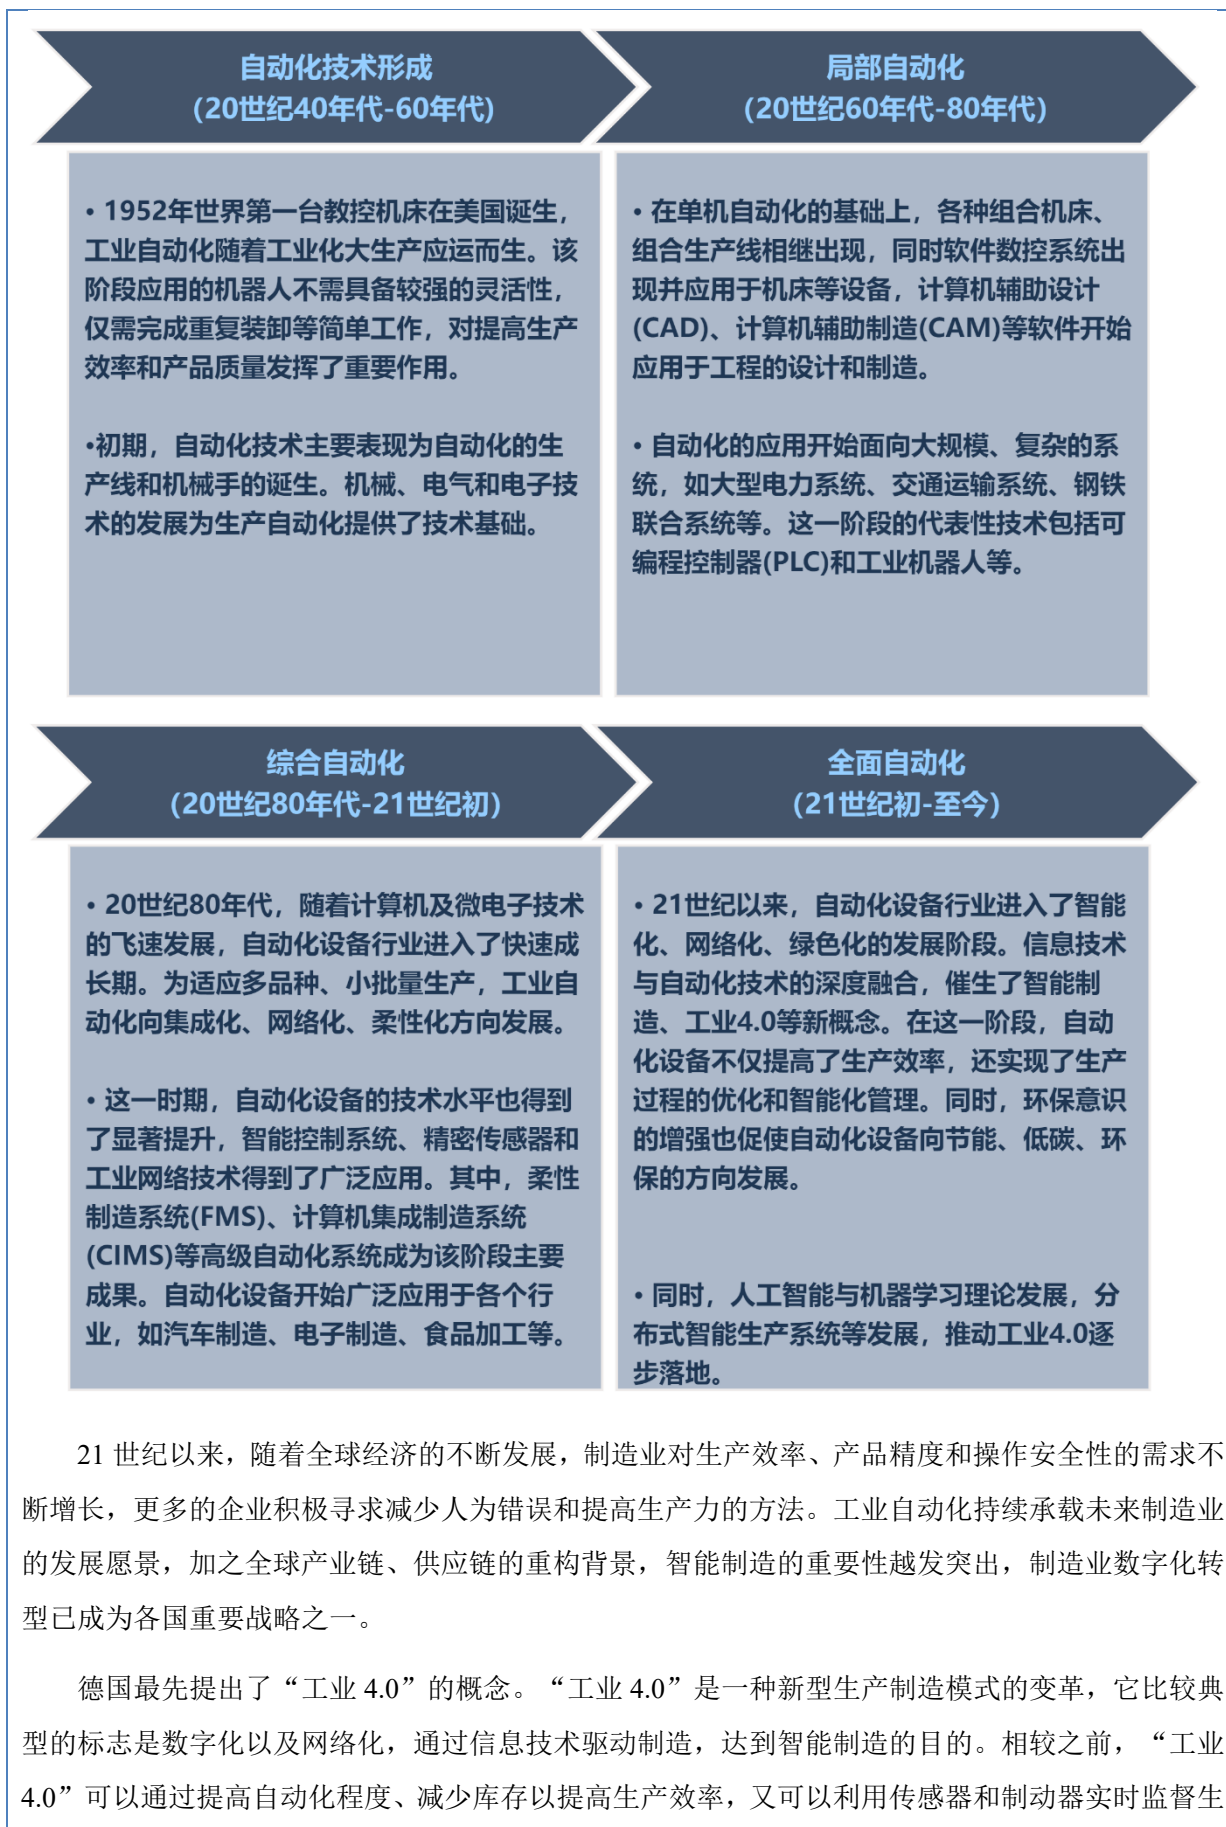 自动化技术形成
（20世纪40年代-60年代）
局部自动化
（20世纪60年代-80年代）
• 1952年世界第一台教控机床在美国诞生，
工业自动化随着工业化大生产应运而生。该
阶段应用的机器人不需具备较强的灵活性，
仅需完成重复装卸等简单工作，对提高生产
效率和产品质量发挥了重要作用。
•初期，自动化技术主要表现为自动化的生
产线和机械手的诞生。机械、电气和电子技
术的发展为生产自动化提供了技术基础。
• 在单机自动化的基础上，各种组合机床、
组合生产线相继出现，同时软件数控系统出
现并应用于机床等设备，计算机辅助设计
(CAD)、计算机辅助制造(CAM)等软件开始
应用于工程的设计和制造。
• 自动化的应用开始面向大规模、复杂的系
统，如大型电力系统、交通运输系统、钢铁
联合系统等。这一阶段的代表性技术包括可
编程控制器(PLC)和工业机器人等。
综合自动化
（20世纪80年代-21世纪初）
全面自动化
（21世纪初-至今）
• 20世纪80年代，随着计算机及微电子技术
的飞速发展，自动化设备行业进入了快速成
长期。为适应多品种、小批量生产，工业自
动化向集成化、网络化、柔性化方向发展。
• 这一时期，自动化设备的技术水平也得到
了显著提升，智能控制系统、精密传感器和
工业网络技术得到了广泛应用。其中，柔性
制造系统(FMS)、计算机集成制造系统
(CIMS)等高级自动化系统成为该阶段主要
成果。自动化设备开始广泛应用于各个行
业，如汽车制造、电子制造、食品加工等。
• 21世纪以来，自动化设备行业进入了智能
化、网络化、绿色化的发展阶段。信息技术
与自动化技术的深度融合，催生了智能制
造、工业4.0等新概念。在这一阶段，自动
化设备不仅提高了生产效率，还实现了生产
过程的优化和智能化管理。同时，环保意识
的增强也促使自动化设备向节能、低碳、环
保的方向发展。
• 同时，人工智能与机器学习理论发展，分
布式智能生产系统等发展，推动工业4.0逐
步落地。
21 世纪以来，随着全球经济的不断发展，制造业对生产效率、产品精度和操作安全性的需求不
断增长，更多的企业积极寻求减少人为错误和提高生产力的方法。工业自动化持续承载未来制造业
的发展愿景，加之全球产业链、供应链的重构背景，智能制造的重要性越发突出，制造业数字化转
型已成为各国重要战略之一。
德国最先提出了“工业 4.0”的概念。“工业 4.0”是一种新型生产制造模式的变革，它比较典
型的标志是数字化以及网络化，通过信息技术驱动制造，达到智能制造的目的。相较之前，“工业
4.0”可以通过提高自动化程度、减少库存以提高生产效率，又可以利用传感器和制动器实时监督生